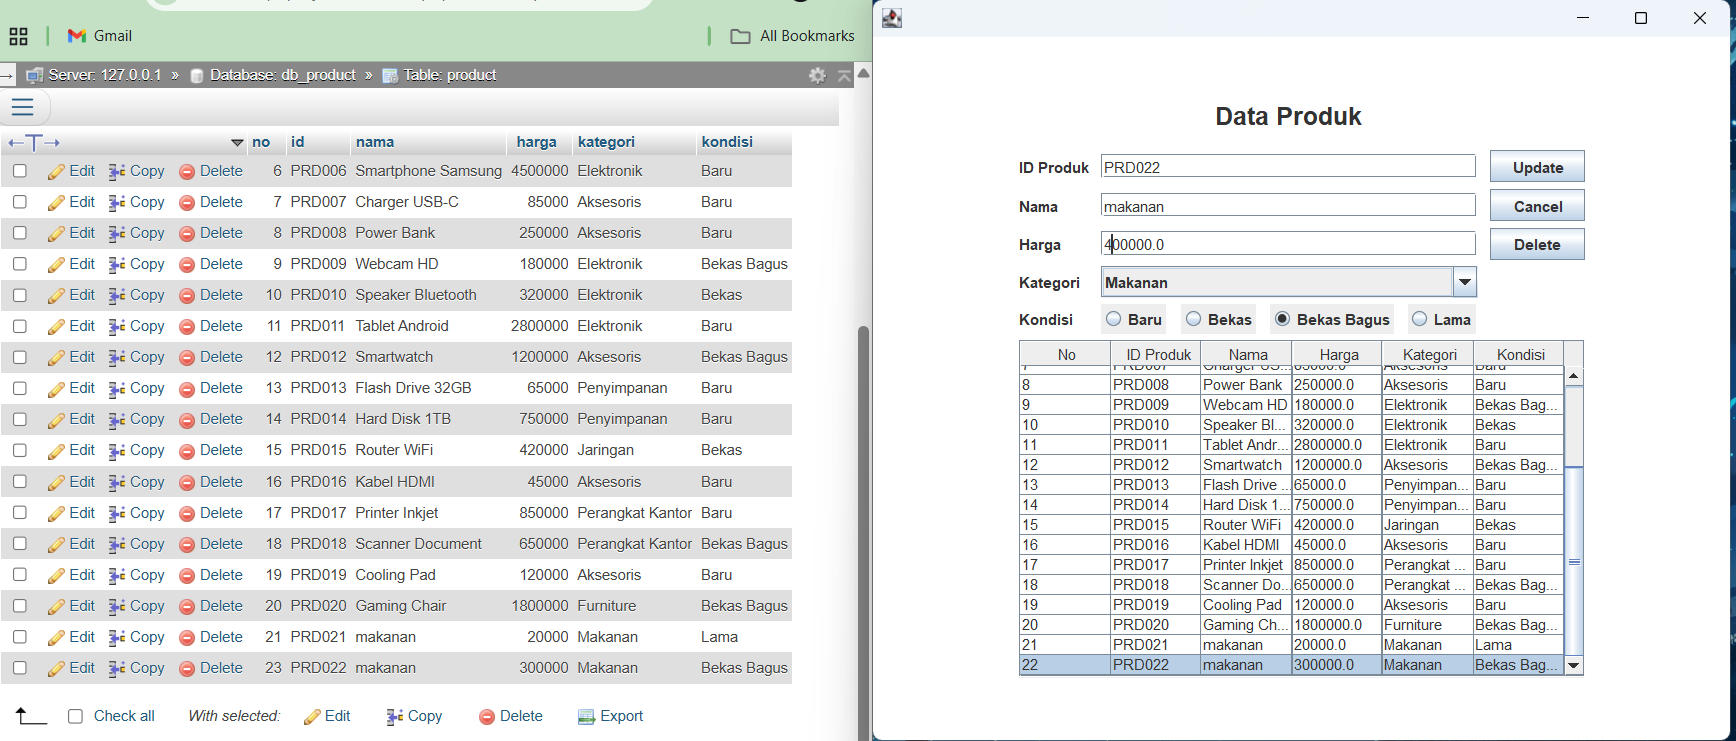 Gmail
All Bookmarks
Server: 127.0.0.1 » Database: db_product » Table: product
no id nama harga kategori kondisi
Edit Copy Delete 6 PRD006 Smartphone Samsung 4500000 Elektronik Baru
Edit Copy Delete 7 PRD007 Charger USB-C 85000 Aksesoris Baru
Edit Copy Delete 8 PRD008 Power Bank 250000 Aksesoris Baru
Edit Copy Delete 9 PRD009 Webcam HD 180000 Elektronik Bekas Bagus
Edit Copy Delete 10 PRD010 Speaker Bluetooth 320000 Elektronik Bekas
Edit Copy Delete 11 PRD011 Tablet Android 2800000 Elektronik Baru
Edit Copy Delete 12 PRD012 Smartwatch 1200000 Aksesoris Bekas Bagus
Edit Copy Delete 13 PRD013 Flash Drive 32GB 65000 Penyimpanan Baru
Edit Copy Delete 14 PRD014 Hard Disk 1TB 750000 Penyimpanan Baru
Edit Copy Delete 15 PRD015 Router WiFi 420000 Jaringan Bekas
Edit Copy Delete 16 PRD016 Kabel HDMI 45000 Aksesoris Baru
Edit Copy Delete 17 PRD017 Printer Inkjet 850000 Perangkat Kantor Baru
Edit Copy Delete 18 PRD018 Scanner Document 650000 Perangkat Kantor Bekas Bagus
Edit Copy Delete 19 PRD019 Cooling Pad 120000 Aksesoris Baru
Edit Copy Delete 20 PRD020 Gaming Chair 1800000 Furniture Bekas Bagus
Edit Copy Delete 21 PRD021 makanan 20000 Makanan Lama
Edit Copy Delete 23 PRD022 makanan 300000 Makanan Bekas Bagus
Check all With selected: Edit Copy Delete Export
Data Produk
ID Produk PRD022 Update
Nama makanan Cancel
Harga 400000.0 Delete
Kategori Makanan
Kondisi Baru Bekas Bekas Bagus Lama
No ID Produk Nama Harga Kategori Kondisi
8 PRD008 Power Bank 250000.0 Aksesoris Baru
9 PRD009 Webcam HD 180000.0 Elektronik Bekas Bag...
10 PRD010 Speaker Bl... 320000.0 Elektronik Bekas
11 PRD011 Tablet Andr... 2800000.0 Elektronik Baru
12 PRD012 Smartwatch 1200000.0 Aksesoris Bekas Bag...
13 PRD013 Flash Drive ... 65000.0 Penyimpan... Baru
14 PRD014 Hard Disk 1... 750000.0 Penyimpan... Baru
15 PRD015 Router WiFi 420000.0 Jaringan Bekas
16 PRD016 Kabel HDMI 45000.0 Aksesoris Baru
17 PRD017 Printer Inkjet 850000.0 Perangkat ... Baru
18 PRD018 Scanner Do... 650000.0 Perangkat ... Bekas Bag...
19 PRD019 Cooling Pad 120000.0 Aksesoris Baru
20 PRD020 Gaming Ch... 1800000.0 Furniture Bekas Bag...
21 PRD021 makanan 20000.0 Makanan Lama
22 PRD022 makanan 300000.0 Makanan Bekas Bag...